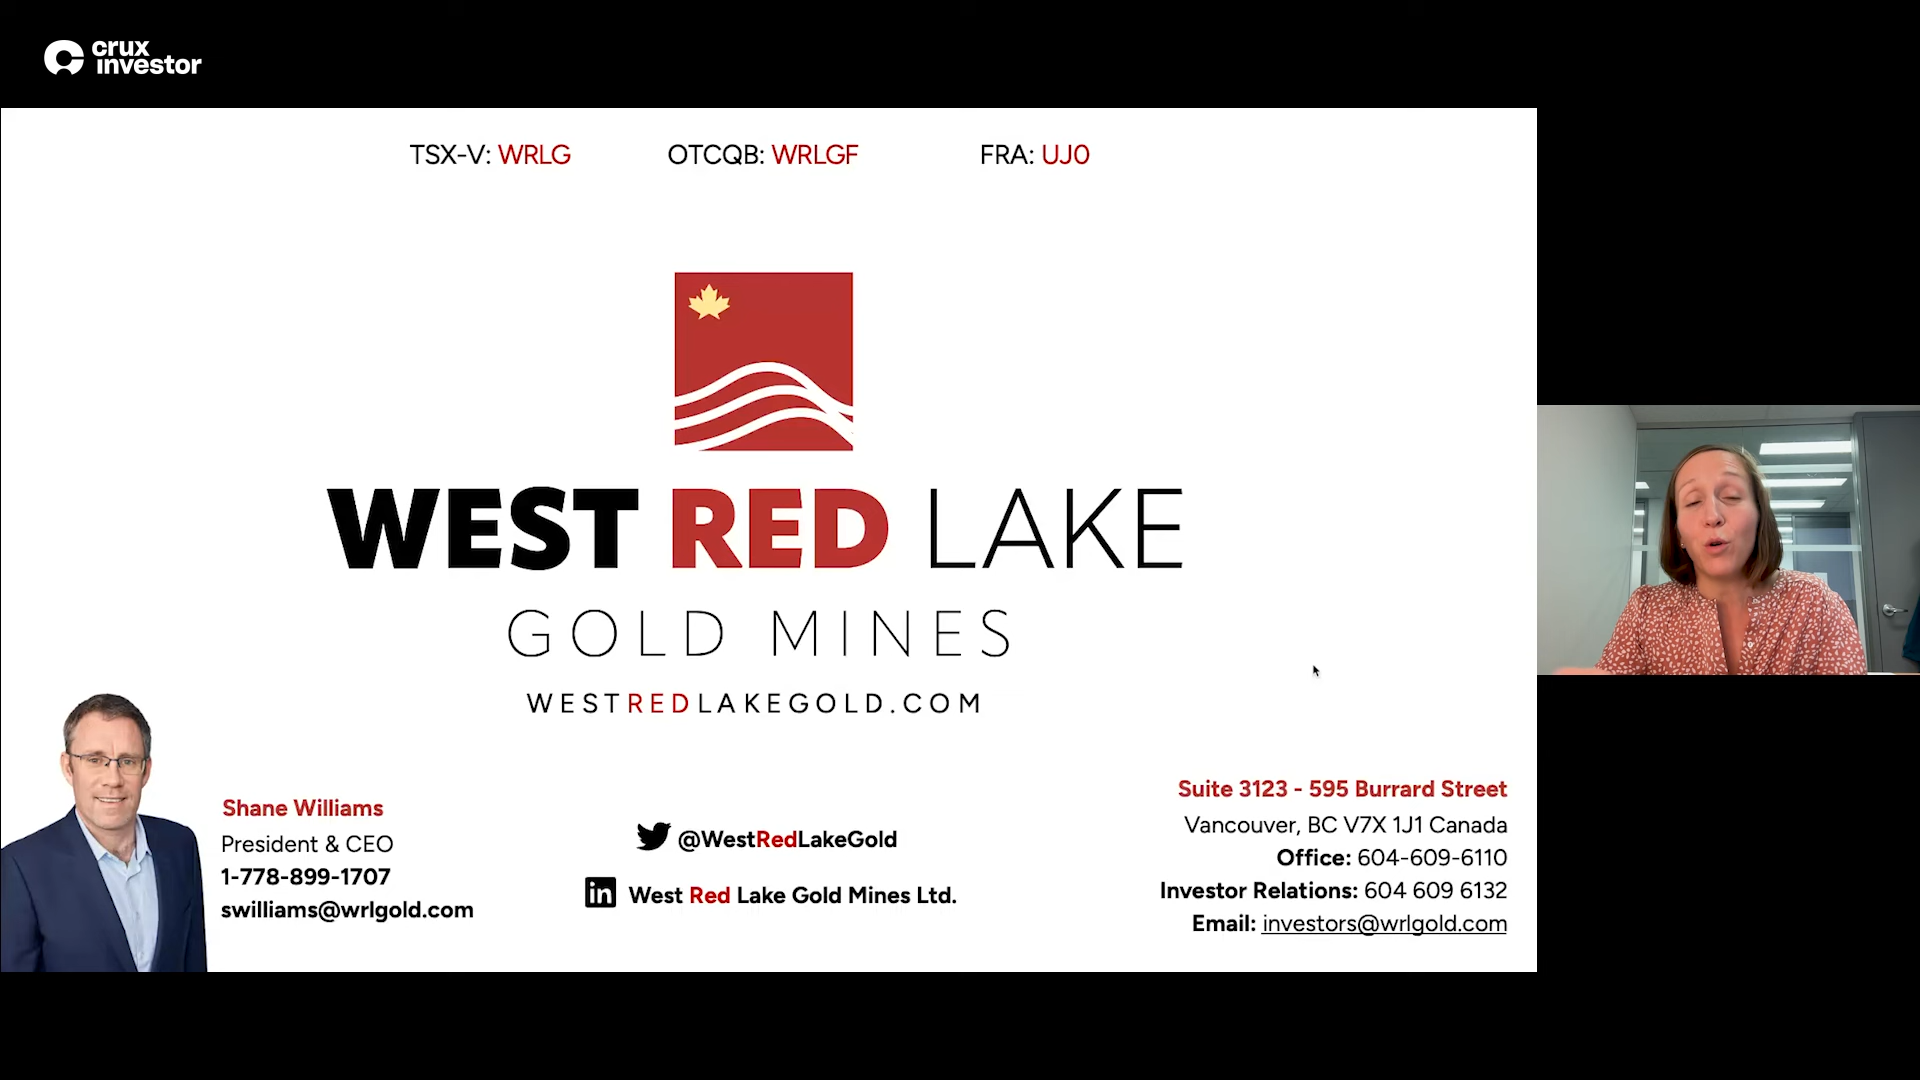 crux
investor
TSX-V: WRLG OTCQB: WRLGF FRA: UJ0
WEST RED LAKE
GOLD MINES
WESTREDLAKEGOLD.COM
Shane Williams
President & CEO
1-778-899-1707
swilliams@wrlgold.com
@WestRedLakeGold
in West Red Lake Gold Mines Ltd.
Suite 3123 - 595 Burrard Street
Vancouver, BC V7X 1J1 Canada
Office: 604-609-6110
Investor Relations: 604 609 6132
Email: investors@wrlgold.com